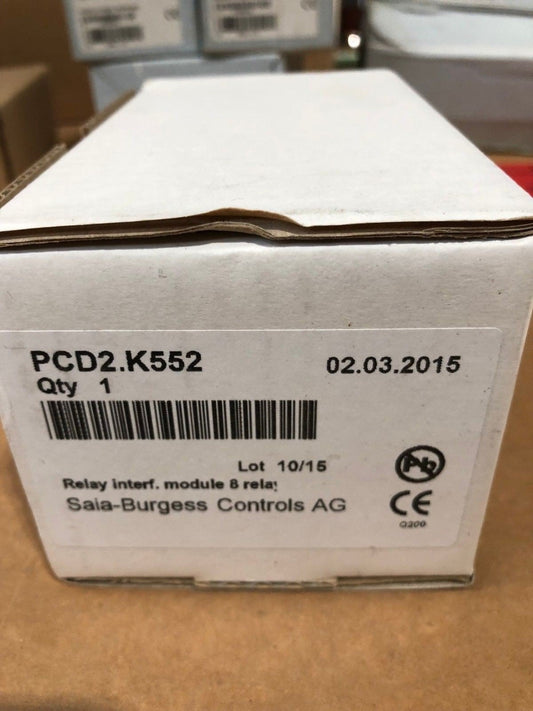 PCD2.K552
02.03.2015
Qty 1
Lot 10/15
Relay interf. module 8 relay
Saia-Burgess Controls AG
Pb
CE
G200